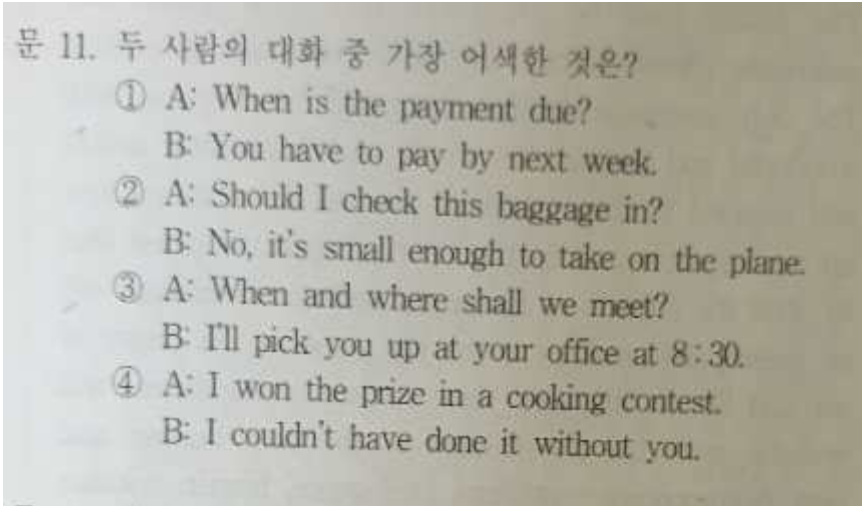 문 11. 두 사람의 대화 중 가장 어색한 것은?
① A: When is the payment due?
B: You have to pay by next week.
② A: Should I check this baggage in?
B: No, it's small enough to take on the plane.
③ A: When and where shall we meet?
B: I'll pick you up at your office at 8:30.
④ A: I won the prize in a cooking contest.
B: I couldn't have done it without you.